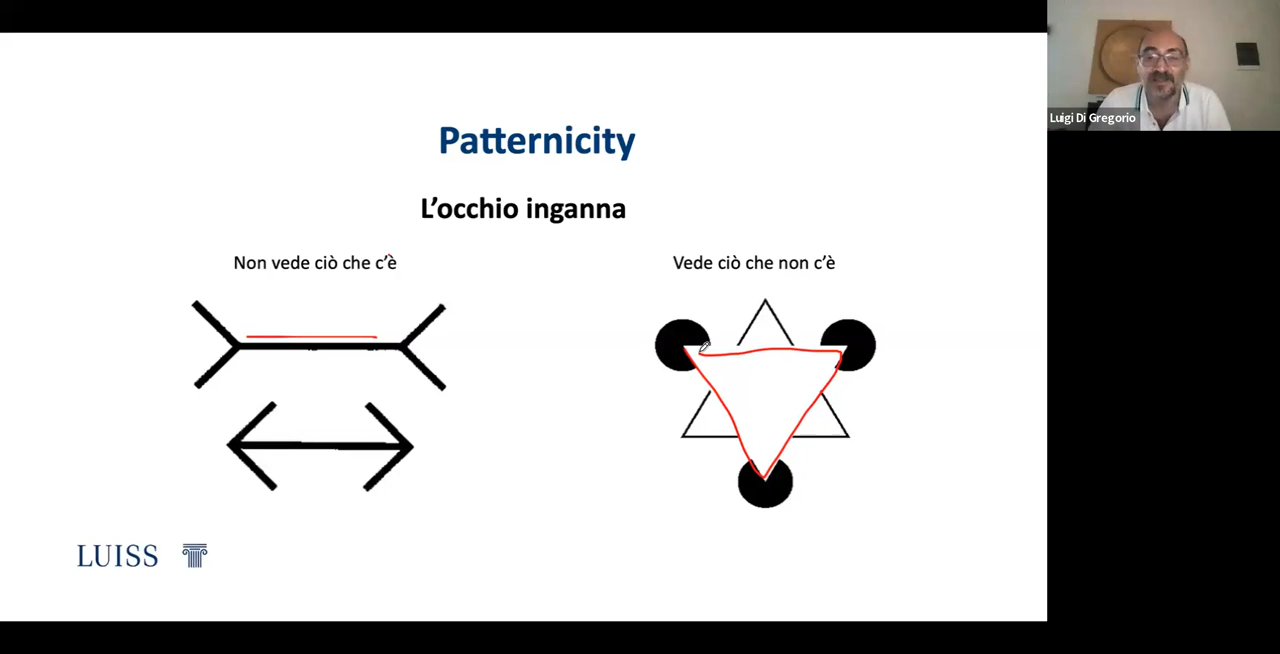 Luigi Di Gregorio
Patternicity
L'occhio inganna
Non vede ciò che c'è
Vede ciò che non c'è
LUISS